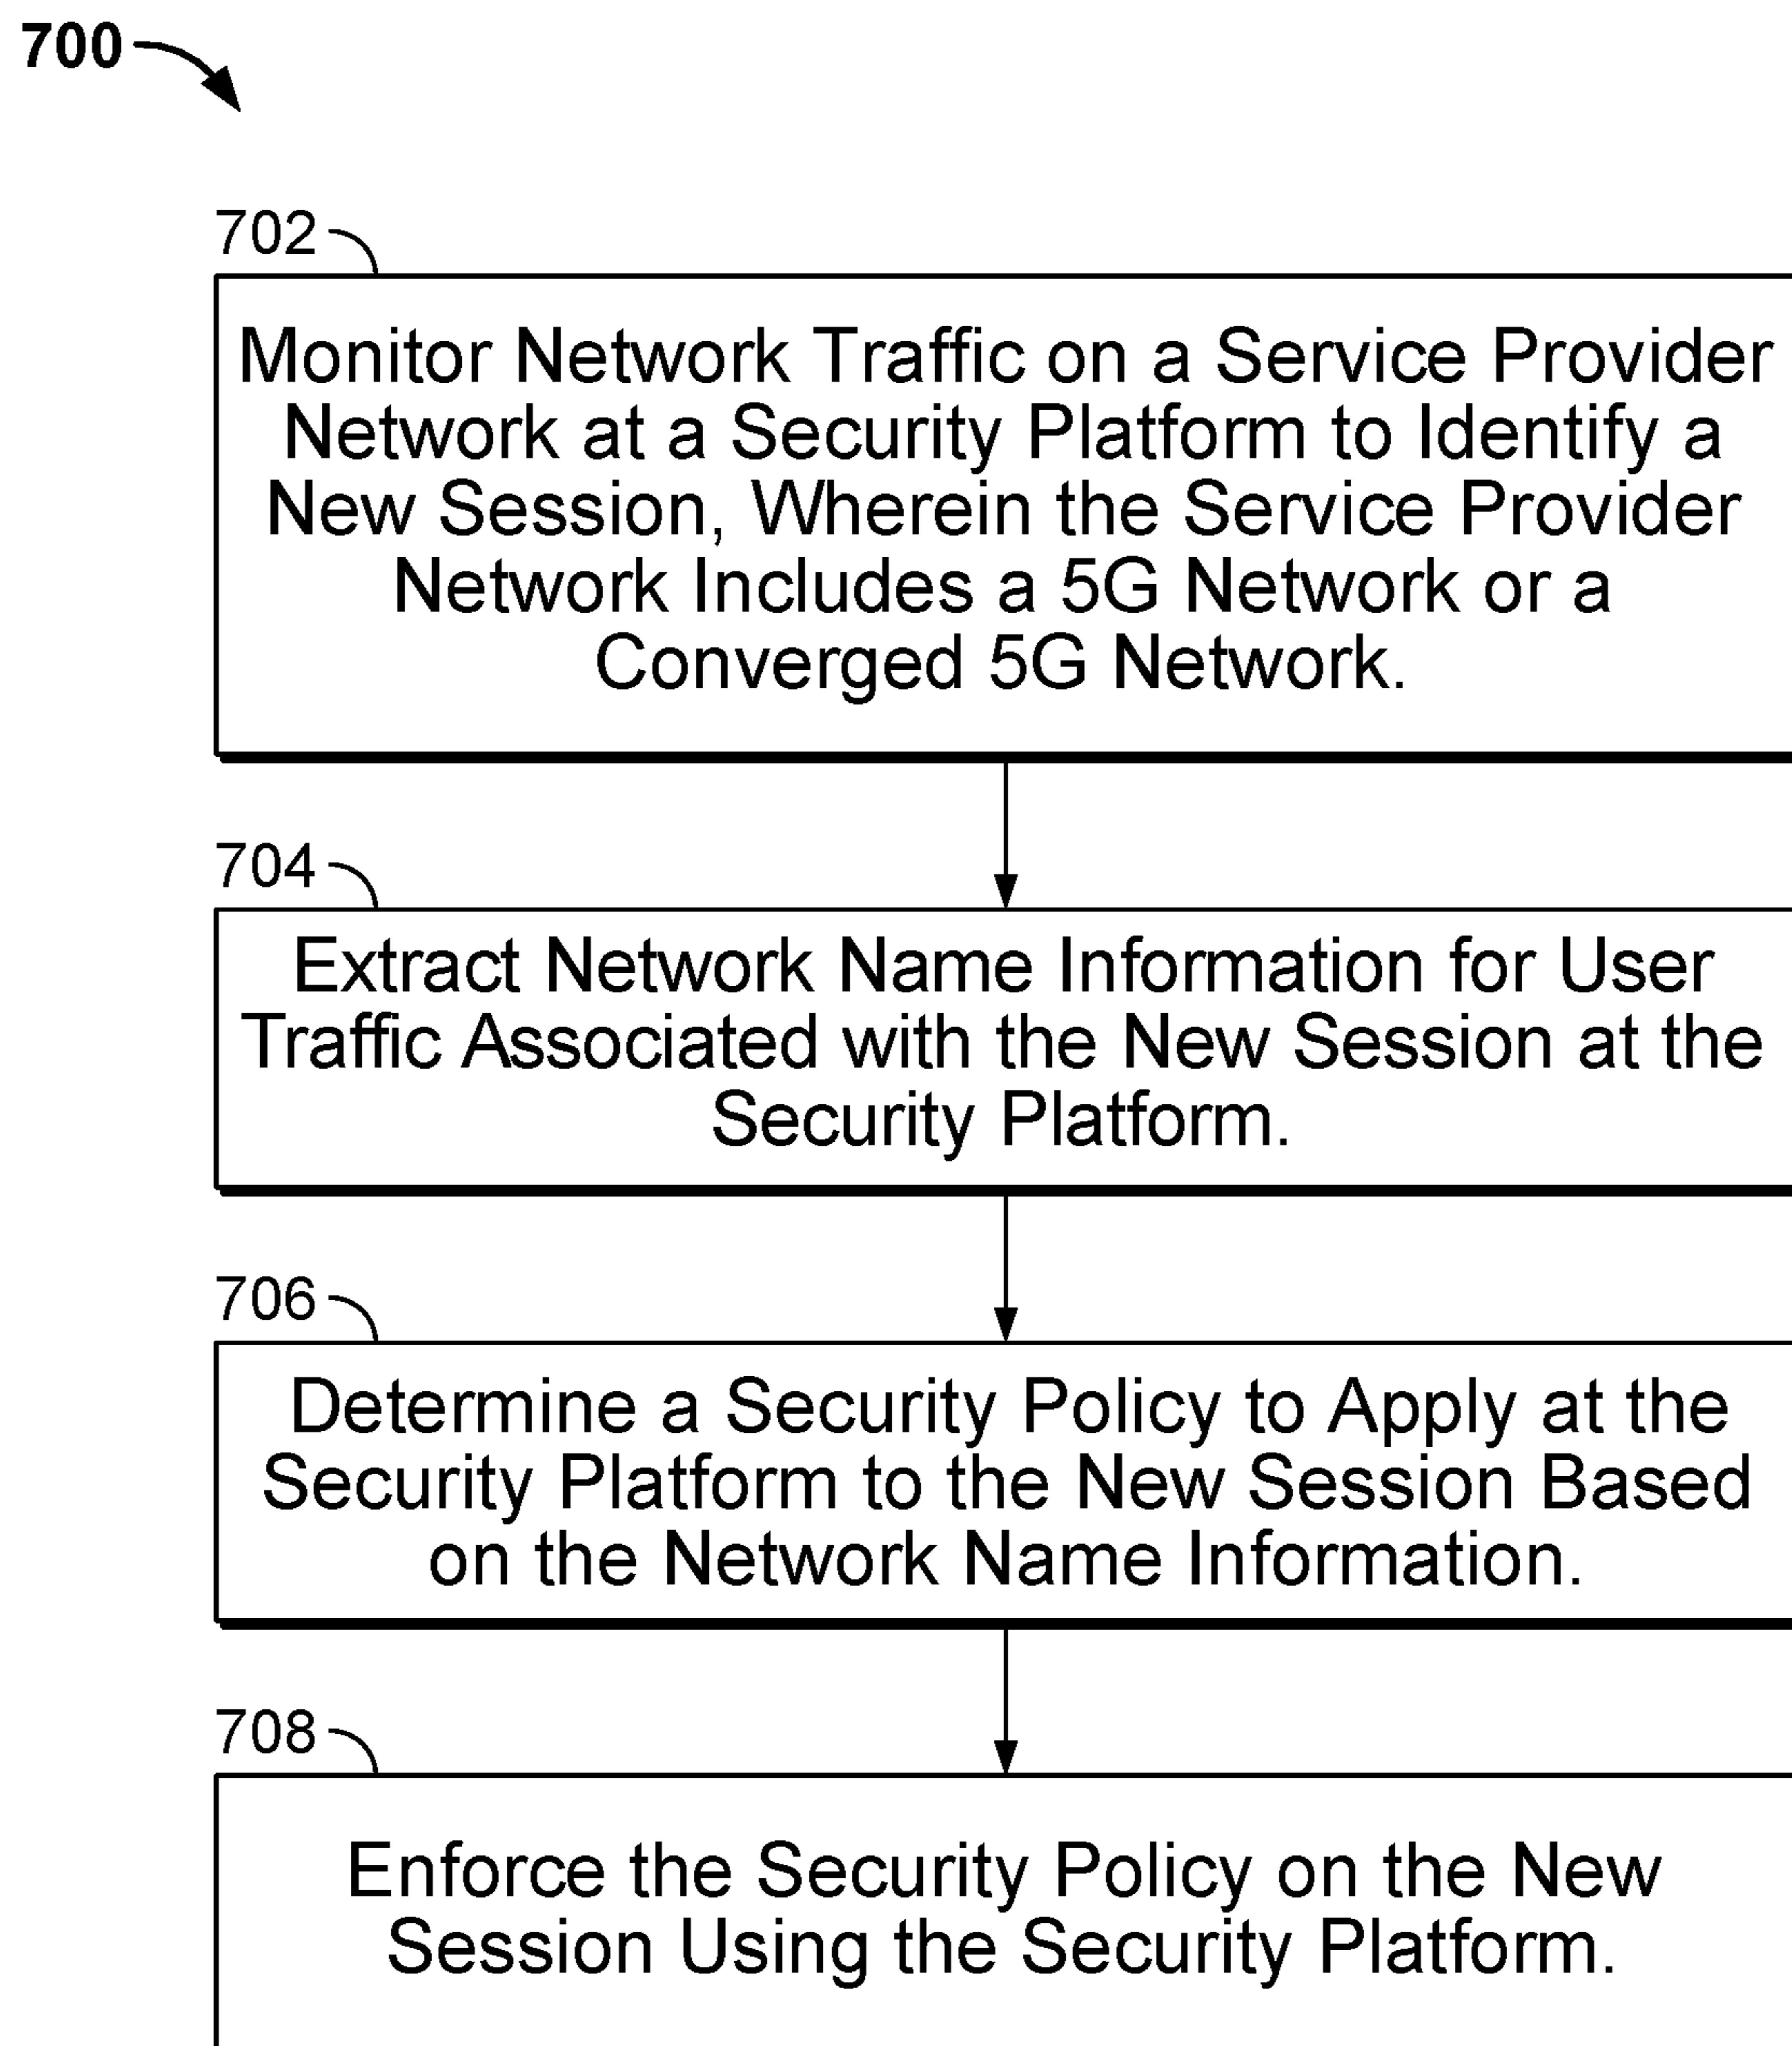 700
702
Monitor Network Traffic on a Service Provider
Network at a Security Platform to Identify a
New Session, Wherein the Service Provider
Network Includes a 5G Network or a
Converged 5G Network.
704
Extract Network Name Information for User
Traffic Associated with the New Session at the
Security Platform.
706
Determine a Security Policy to Apply at the
Security Platform to the New Session Based
on the Network Name Information.
708
Enforce the Security Policy on the New
Session Using the Security Platform.